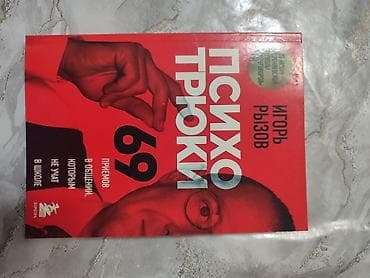 ИГОРЬ
РЫЗОВ
ПСИХО
ТРЮКИ
69
ПРИЕМОВ
В ОБЩЕНИИ,
КОТОРЫМ
НЕ УЧАТ
В ШКОЛЕ